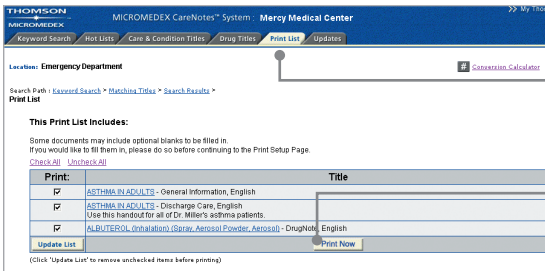 THOMSON
MICROMEDEX
MICROMEDEX CareNotes™ System : Mercy Medical Center
>> My Tho
Keyword Search Hot Lists Care & Condition Titles Drug Titles Print List Updates
Location: Emergency Department
# Conversion Calculator
Search Path : Keyword Search > Matching Titles > Search Results >
Print List
This Print List Includes:
Some documents may include optional blanks to be filled in.
If you would like to fill them in, please do so before continuing to the Print Setup Page.
Check All Uncheck All
Print: Title
ASTHMA IN ADULTS - General Information, English
ASTHMA IN ADULTS - Discharge Care, English
Use this handout for all of Dr. Miller's asthma patients.
ALBUTEROL (Inhalation) (Spray, Aerosol Powder, Aerosol) - DrugNote, English
Update List Print Now
(Click 'Update List' to remove unchecked items before printing)